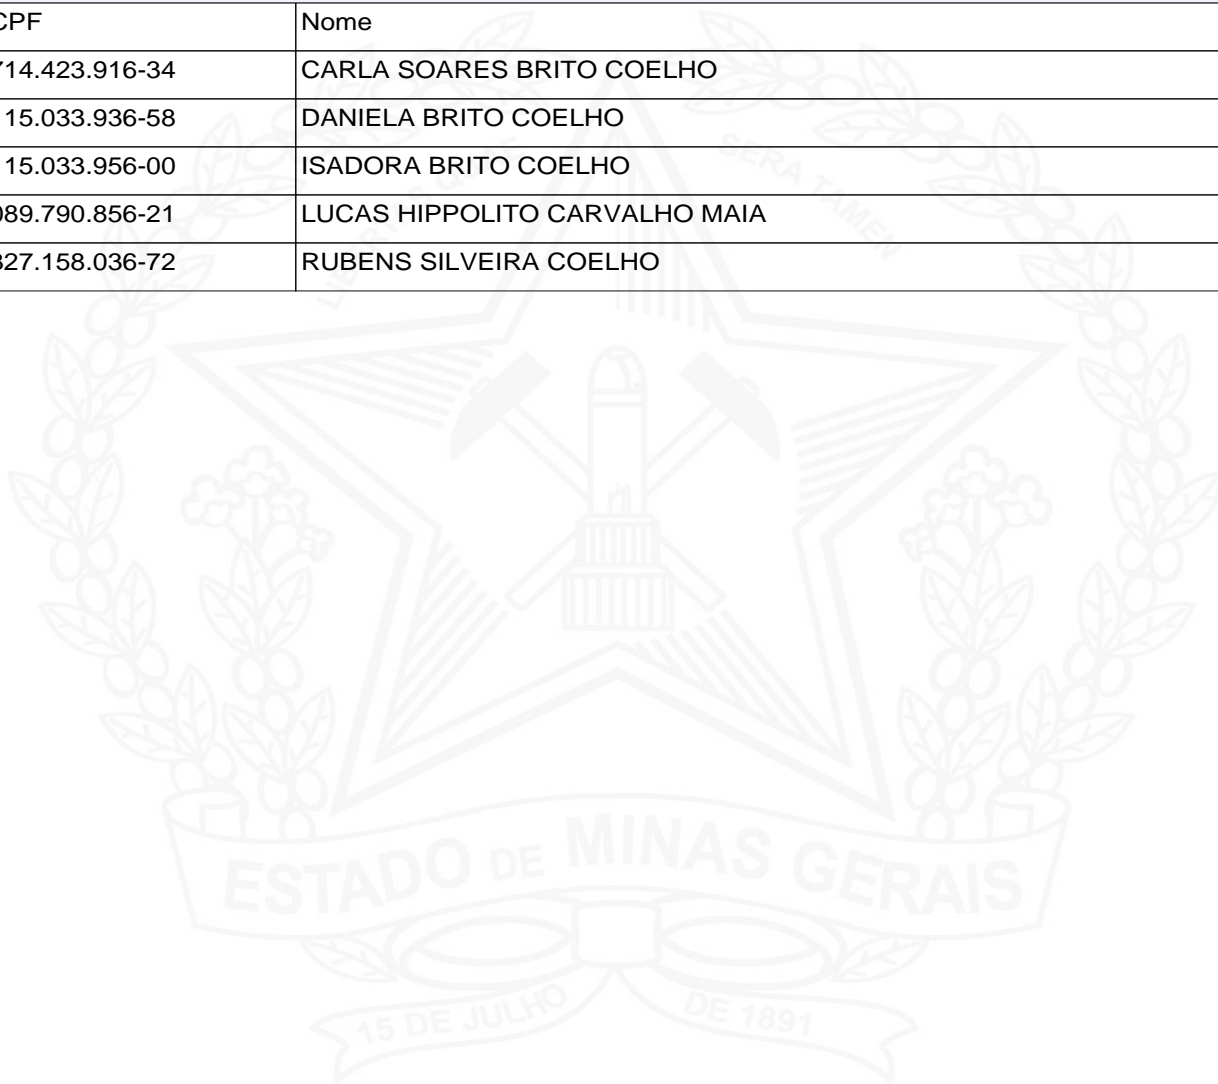 CPF Nome
714.423.916-34 CARLA SOARES BRITO COELHO
15.033.936-58 DANIELA BRITO COELHO
15.033.956-00 ISADORA BRITO COELHO
089.790.856-21 LUCAS HIPPOLITO CARVALHO MAIA
827.158.036-72 RUBENS SILVEIRA COELHO
SERA TAMEN
ESTADO DE MINAS GERAIS
15 DE JULHO DE 1891